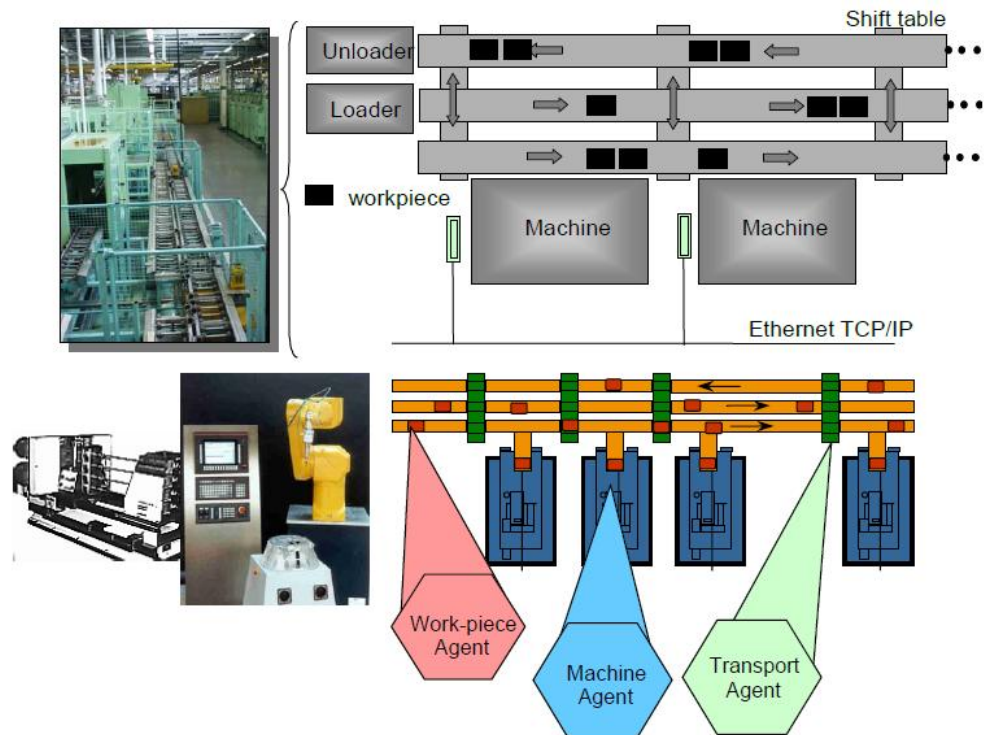 Shift table
Unloader
Loader
workpiece
Machine
Machine
Ethernet TCP/IP
Work-piece
Agent
Machine
Agent
Transport
Agent